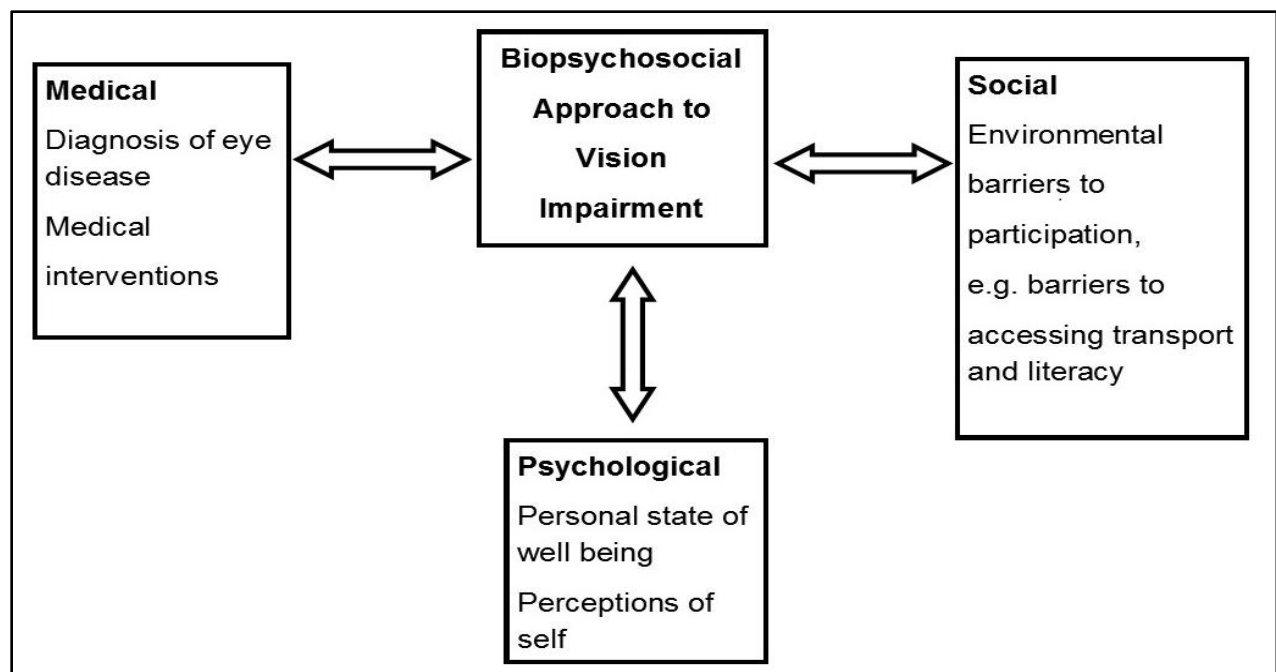 Medical
Diagnosis of eye
disease
Medical
interventions
Biopsychosocial
Approach to
Vision
Impairment
Social
Environmental
barriers to
participation,
e.g. barriers to
accessing transport
and literacy
Psychological
Personal state of
well being
Perceptions of
self